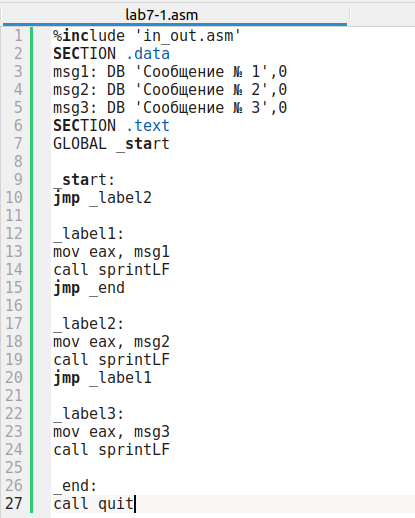 lab7-1.asm
1 %include 'in_out.asm'
2 SECTION .data
3 msg1: DB 'Сообщение № 1',0
4 msg2: DB 'Сообщение № 2',0
5 msg3: DB 'Сообщение № 3',0
6 SECTION .text
7 GLOBAL _start
8
9 _start:
10 jmp _label2
11
12 _label1:
13 mov eax, msg1
14 call sprintLF
15 jmp _end
16
17 _label2:
18 mov eax, msg2
19 call sprintLF
20 jmp _label1
21
22 _label3:
23 mov eax, msg3
24 call sprintLF
25
26 _end:
27 call quit